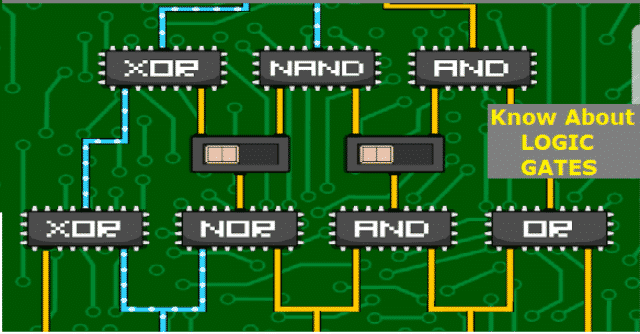 XOR
NAND
AND
Know About
LOGIC
GATES
XOR
NOR
AND
OR